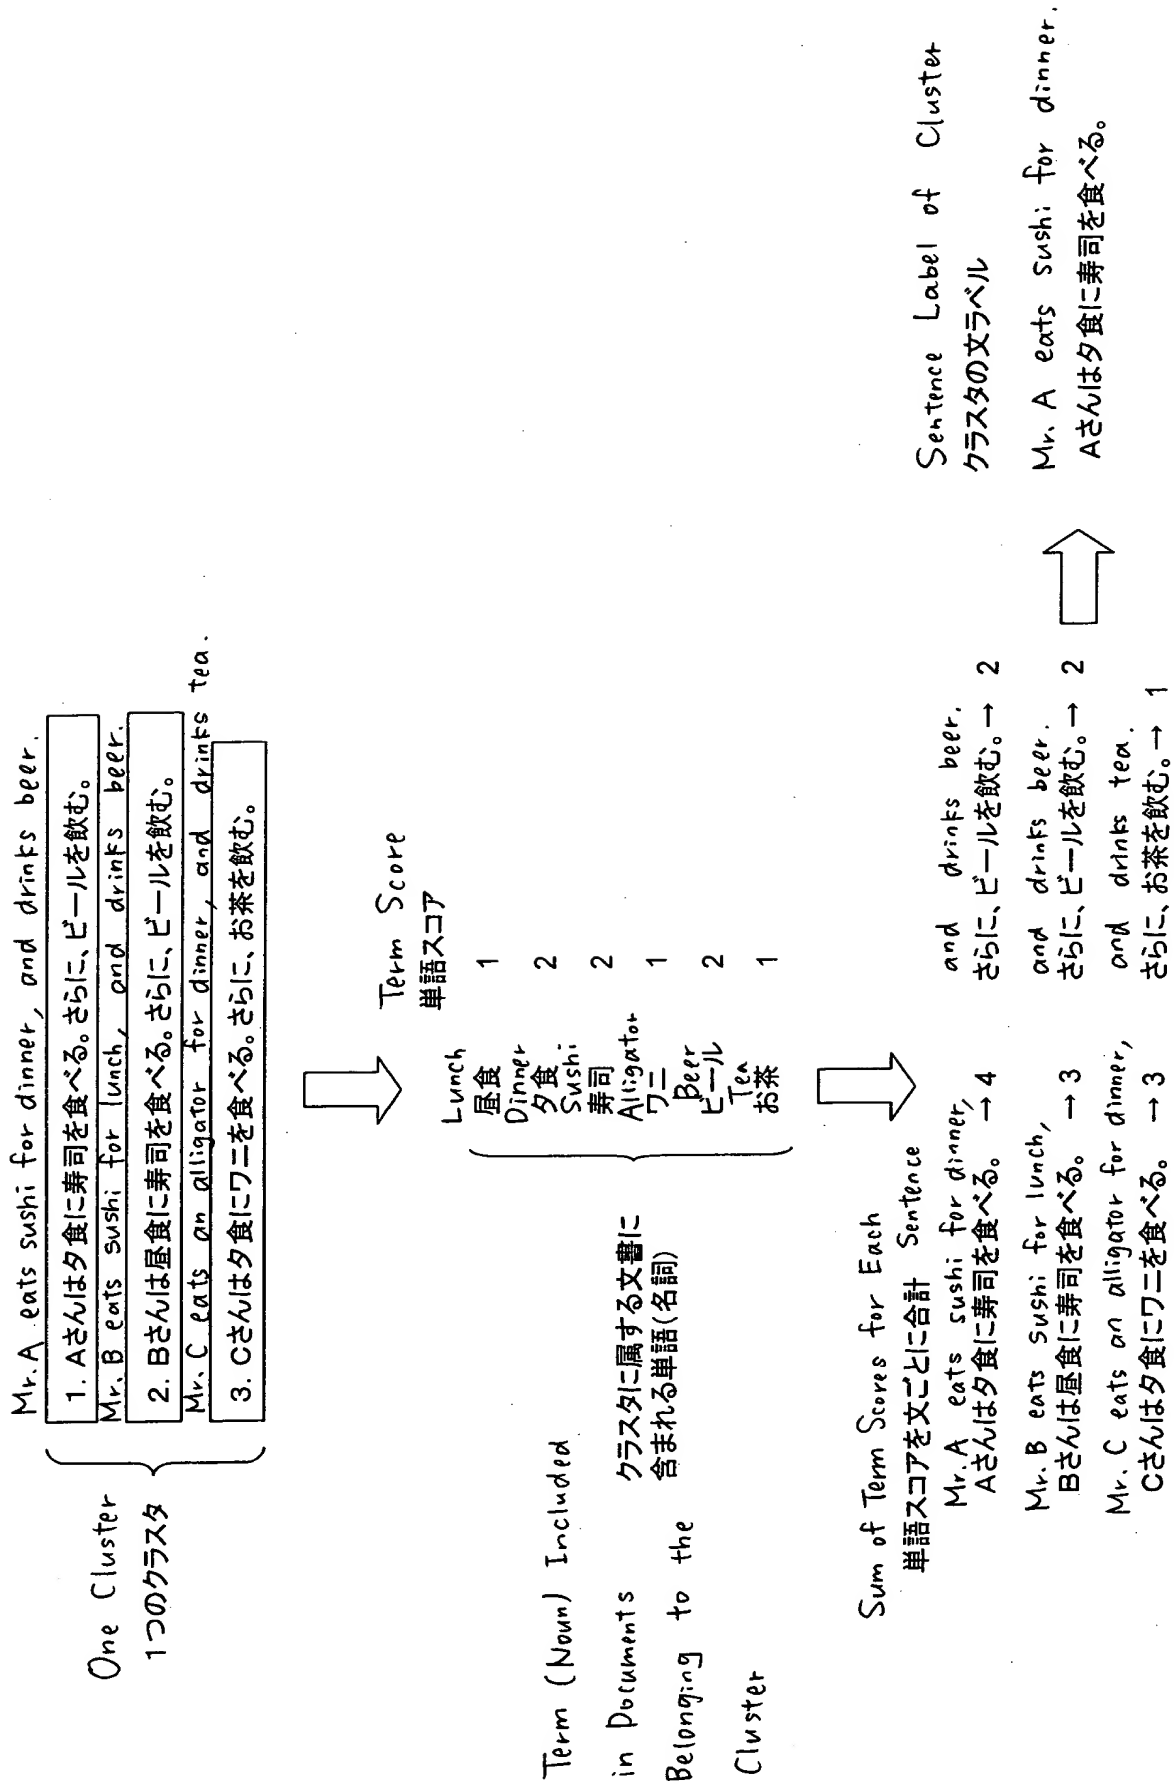 Mr. A eats sushi for dinner, and drinks beer.
1. Aさんは夕食に寿司を食べる。さらに、ビールを飲む。
Mr. B eats sushi for lunch, and drinks beer.
2. Bさんは昼食に寿司を食べる。さらに、ビールを飲む。
Mr. C eats an alligator for dinner, and drinks tea.
3. Cさんは夕食にワニを食べる。さらに、お茶を飲む。
One Cluster
1つのクラスタ
Term Score
単語スコア
Lunch
昼食 1
Dinner
夕食 2
Sushi
寿司 2
Alligator
ワニ 1
Beer
ビール 2
Tea
お茶 1
Term (Noun) Included
in Documents
Belonging to the
Cluster
クラスタに属する文書に
含まれる単語(名詞)
Sum of Term Scores for Each
単語スコアを文ごとに合計 Sentence
Mr. A eats sushi for dinner, and drinks beer.
Aさんは夕食に寿司を食べる。 →4 さらに、ビールを飲む。→ 2
Mr. B eats sushi for lunch, and drinks beer.
Bさんは昼食に寿司を食べる。 →3 さらに、ビールを飲む。→ 2
Mr. C eats an alligator for dinner, and drinks tea.
Cさんは夕食にワニを食べる。 →3 さらに、お茶を飲む。→ 1
Sentence Label of Cluster
クラスタの文ラベル
Mr. A eats sushi for dinner.
Aさんは夕食に寿司を食べる。